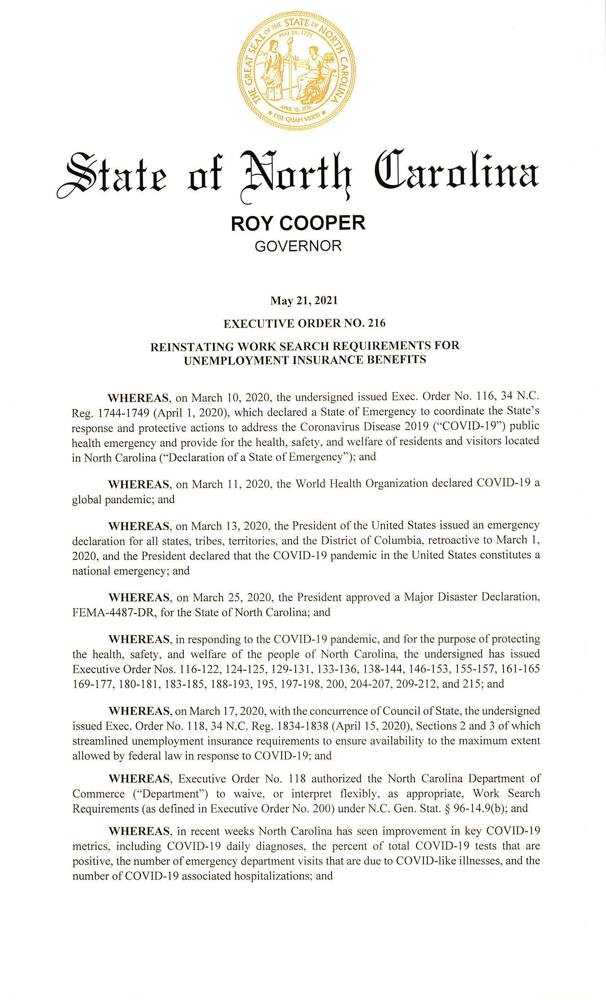 THE GREAT SEAL OF THE STATE OF NORTH CAROLINA
MAY 20, 1775
APRIL 12, 1776
★ ESSE QUAM VIDERI ★
State of North Carolina
ROY COOPER
GOVERNOR
May 21, 2021
EXECUTIVE ORDER NO. 216
REINSTATING WORK SEARCH REQUIREMENTS FOR
UNEMPLOYMENT INSURANCE BENEFITS
WHEREAS, on March 10, 2020, the undersigned issued Exec. Order No. 116, 34 N.C.
Reg. 1744-1749 (April 1, 2020), which declared a State of Emergency to coordinate the State’s
response and protective actions to address the Coronavirus Disease 2019 (“COVID-19”) public
health emergency and provide for the health, safety, and welfare of residents and visitors located
in North Carolina (“Declaration of a State of Emergency”); and
WHEREAS, on March 11, 2020, the World Health Organization declared COVID-19 a
global pandemic; and
WHEREAS, on March 13, 2020, the President of the United States issued an emergency
declaration for all states, tribes, territories, and the District of Columbia, retroactive to March 1,
2020, and the President declared that the COVID-19 pandemic in the United States constitutes a
national emergency; and
WHEREAS, on March 25, 2020, the President approved a Major Disaster Declaration,
FEMA-4487-DR, for the State of North Carolina; and
WHEREAS, in responding to the COVID-19 pandemic, and for the purpose of protecting
the health, safety, and welfare of the people of North Carolina, the undersigned has issued
Executive Order Nos. 116-122, 124-125, 129-131, 133-136, 138-144, 146-153, 155-157, 161-165
169-177, 180-181, 183-185, 188-193, 195, 197-198, 200, 204-207, 209-212, and 215; and
WHEREAS, on March 17, 2020, with the concurrence of Council of State, the undersigned
issued Exec. Order No. 118, 34 N.C. Reg. 1834-1838 (April 15, 2020), Sections 2 and 3 of which
streamlined unemployment insurance requirements to ensure availability to the maximum extent
allowed by federal law in response to COVID-19; and
WHEREAS, Executive Order No. 118 authorized the North Carolina Department of
Commerce (“Department”) to waive, or interpret flexibly, as appropriate, Work Search
Requirements (as defined in Executive Order No. 200) under N.C. Gen. Stat. § 96-14.9(b); and
WHEREAS, in recent weeks North Carolina has seen improvement in key COVID-19
metrics, including COVID-19 daily diagnoses, the percent of total COVID-19 tests that are
positive, the number of emergency department visits that are due to COVID-like illnesses, and the
number of COVID-19 associated hospitalizations; and